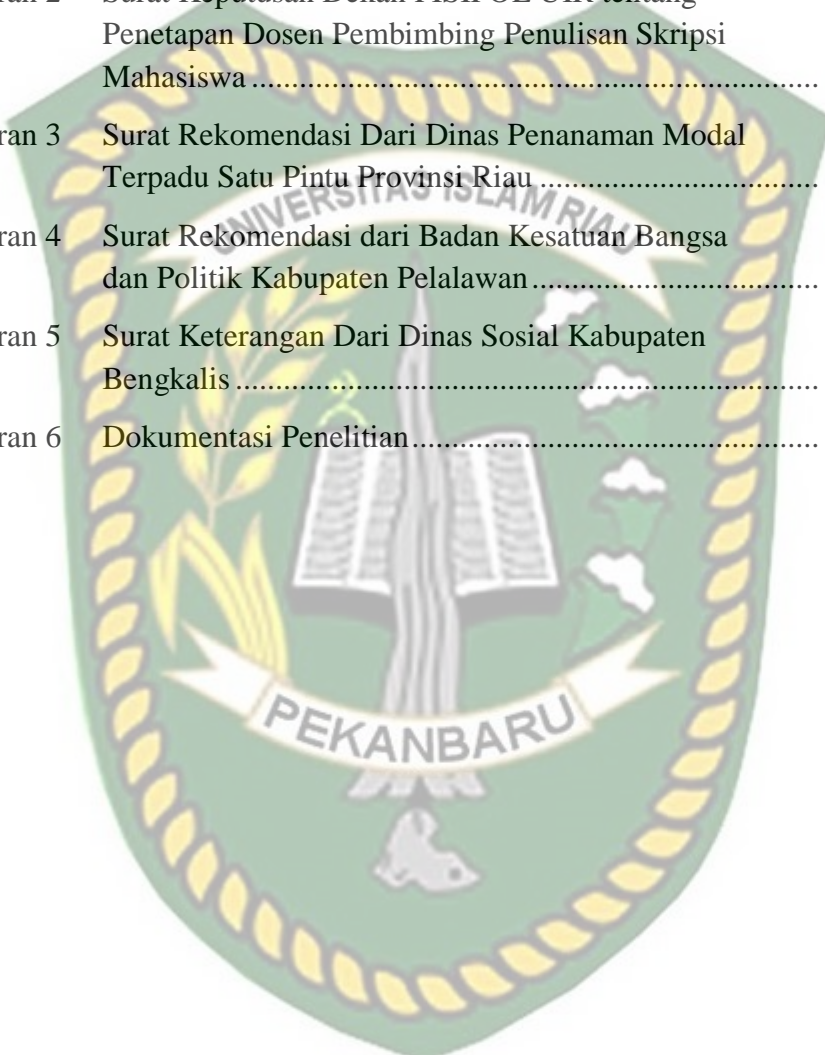 ran 2 Surat Keputusan Dekan FISIPOL UIR tentang
Penetapan Dosen Pembimbing Penulisan Skripsi
Mahasiswa ...........................................................................
ran 3 Surat Rekomendasi Dari Dinas Penanaman Modal
Terpadu Satu Pintu Provinsi Riau ...................................
ran 4 Surat Rekomendasi dari Badan Kesatuan Bangsa
dan Politik Kabupaten Pelalawan ....................................
ran 5 Surat Keterangan Dari Dinas Sosial Kabupaten
Bengkalis ............................................................................
ran 6 Dokumentasi Penelitian ...................................................
UNIVERSITAS ISLAM RIAU
PEKANBARU